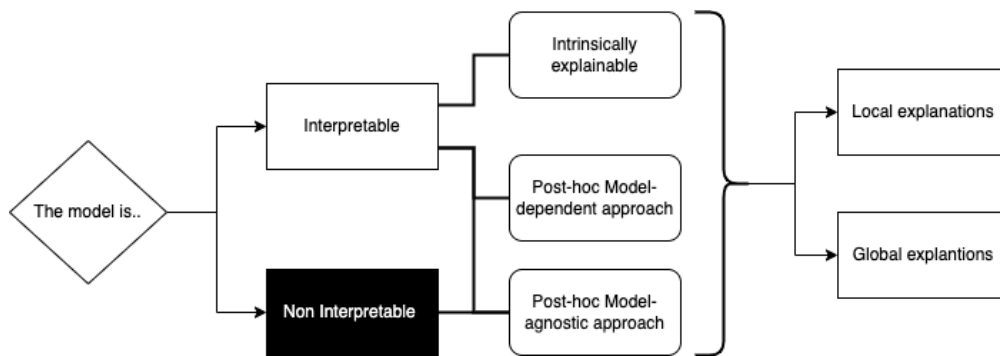 The model is..
Interpretable
Non Interpretable
Intrinsically
explainable
Post-hoc Model-
dependent approach
Post-hoc Model-
agnostic approach
Local explanations
Global explantions